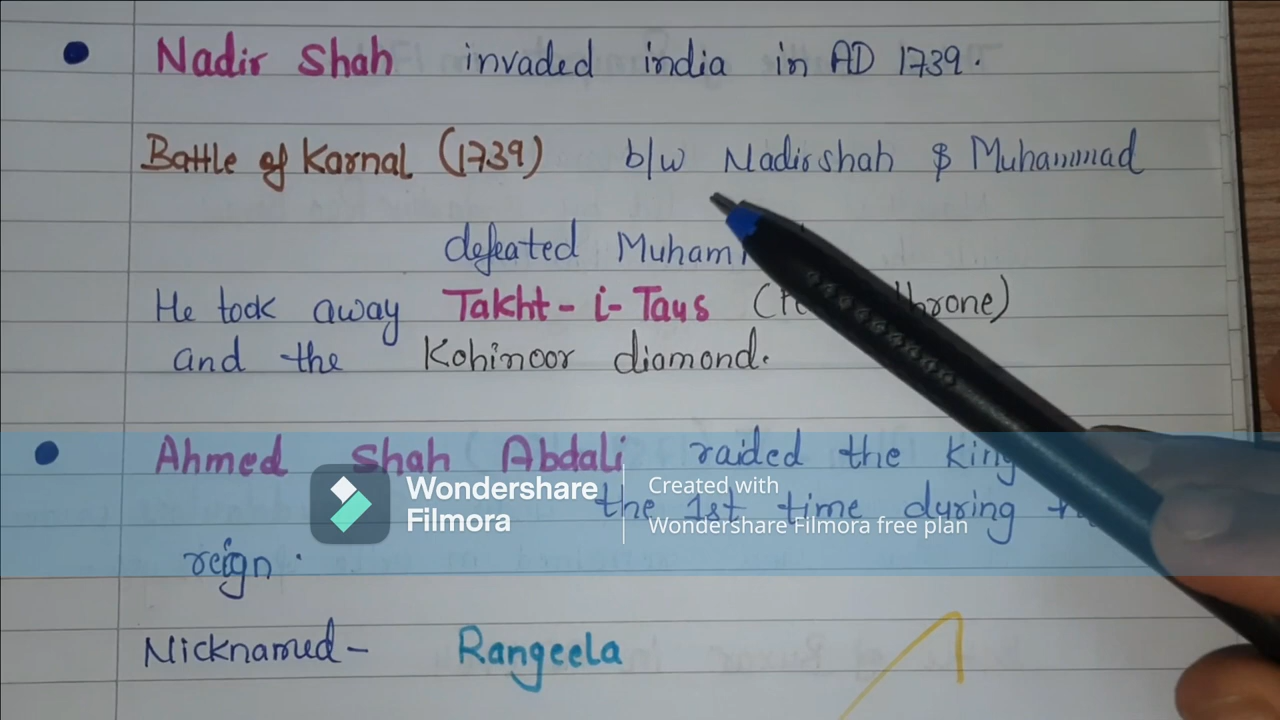 Nadir Shah invaded india in AD 1739.
Battle of Karnal (1739) b/w Nadirshah & Muhammad
defeated
He took away Takht-i-Taus throne)
and the Kohinoor diamond.
Ahmed Shah Abdali raided the
the 1st time during
reign.
Wondershare
Filmora
Created with
Wondershare Filmora free plan
Nicknamed- Rangeela